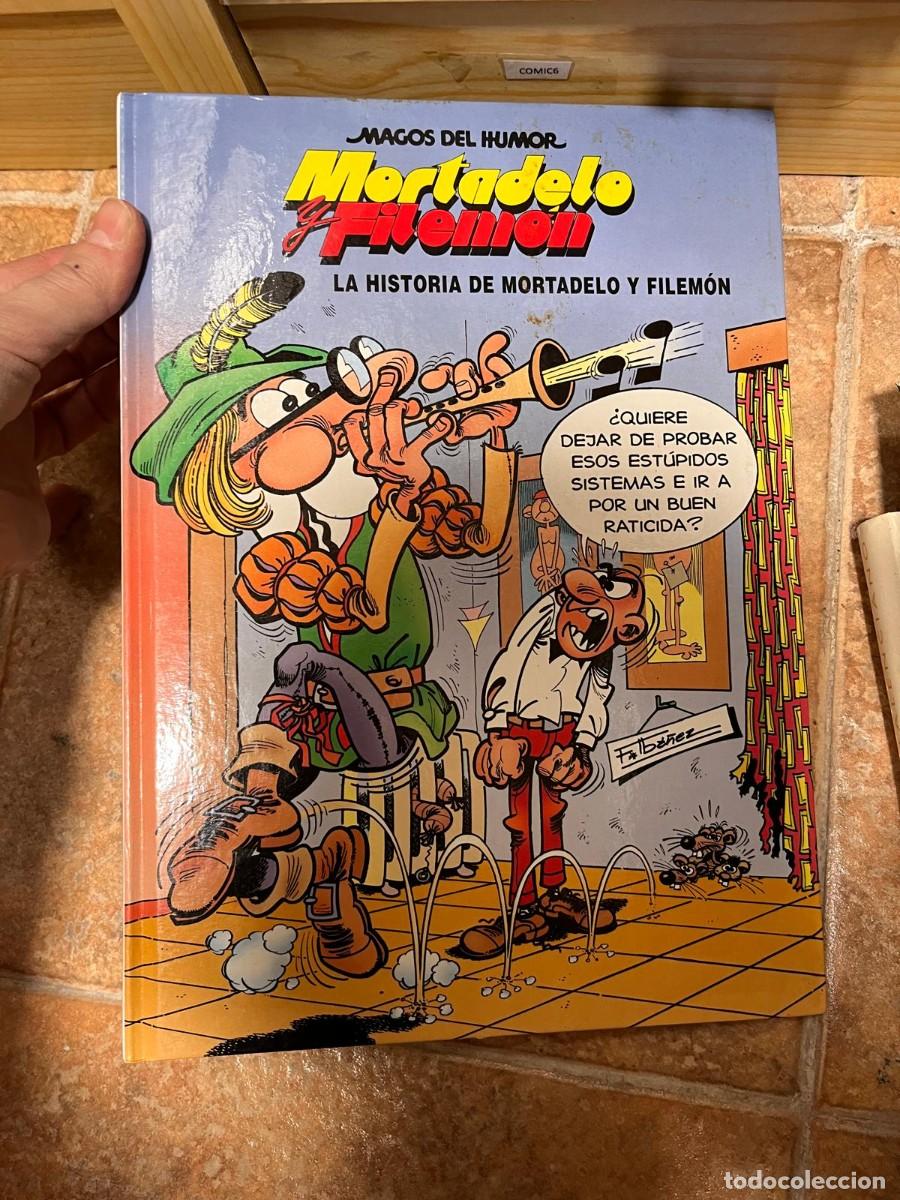 COMIC6
MAGOS DEL HUMOR
Mortadelo
y Filemón
LA HISTORIA DE MORTADELO Y FILEMÓN
¿QUIERE
DEJAR DE PROBAR
ESOS ESTÚPIDOS
SISTEMAS E IR A
POR UN BUEN
RATICIDA?
F. Ibáñez
todocoleccion